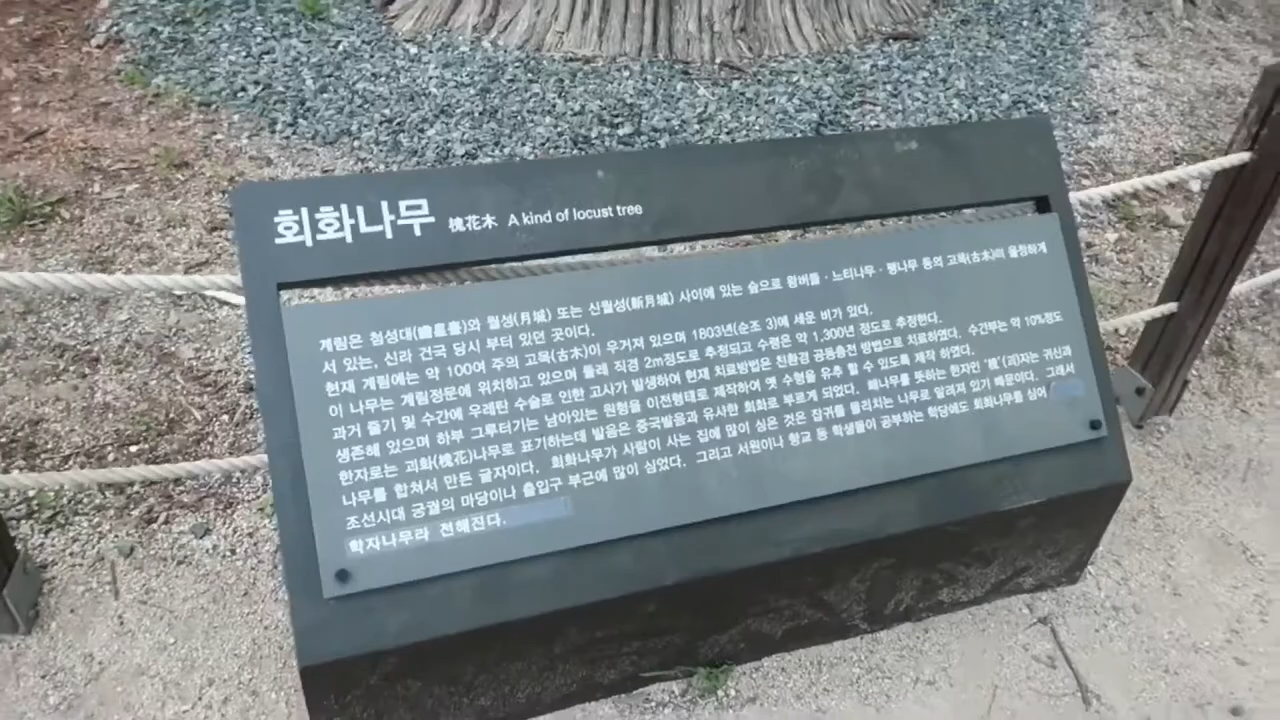 회화나무 槐花木 A kind of locust tree
계림은 첨성대(瞻星臺)와 월성(月城) 또는 신월성(新月城) 사이에 있는 숲으로 왕버들·느티나무·팽나무 등의 고목(古木)이 울창하게
서 있는, 신라 건국 당시 부터 있던 곳이다.
현재 계림에는 약 100여 주의 고목(古木)이 우거져 있으며 1803년(순조 3)에 세운 비가 있다.
이 나무는 계림정문에 위치하고 있으며 둘레 직경 2m정도로 추정되고 수령은 약 1,300년 정도로 추정한다.
과거 줄기 및 수간에 우레탄 수술로 인한 고사가 발생하여 현재 치료방법은 친환경 공동충전 방법으로 치료하였다. 수간부는 약 10%정도
생존해 있으며 하부 그루터기는 남아있는 원형을 이전형태로 제작하여 옛 수형을 유추 할 수 있도록 제작 하였다.
한자로는 괴화(槐花)나무로 표기하는데 발음은 중국발음과 유사한 회화로 부르게 되었다. 홰나무를 뜻하는 한자인 '槐'(괴)자는 귀신과
나무를 합쳐서 만든 글자이다. 회화나무가 사람이 사는 집에 많이 심은 것은 잡귀를 물리치는 나무로 알려져 있기 때문이다. 그래서
조선시대 궁궐의 마당이나 출입구 부근에 많이 심었다. 그리고 서원이나 향교 등 학생들이 공부하는 학당에도 회화나무를 심어
학자나무라 전해진다.